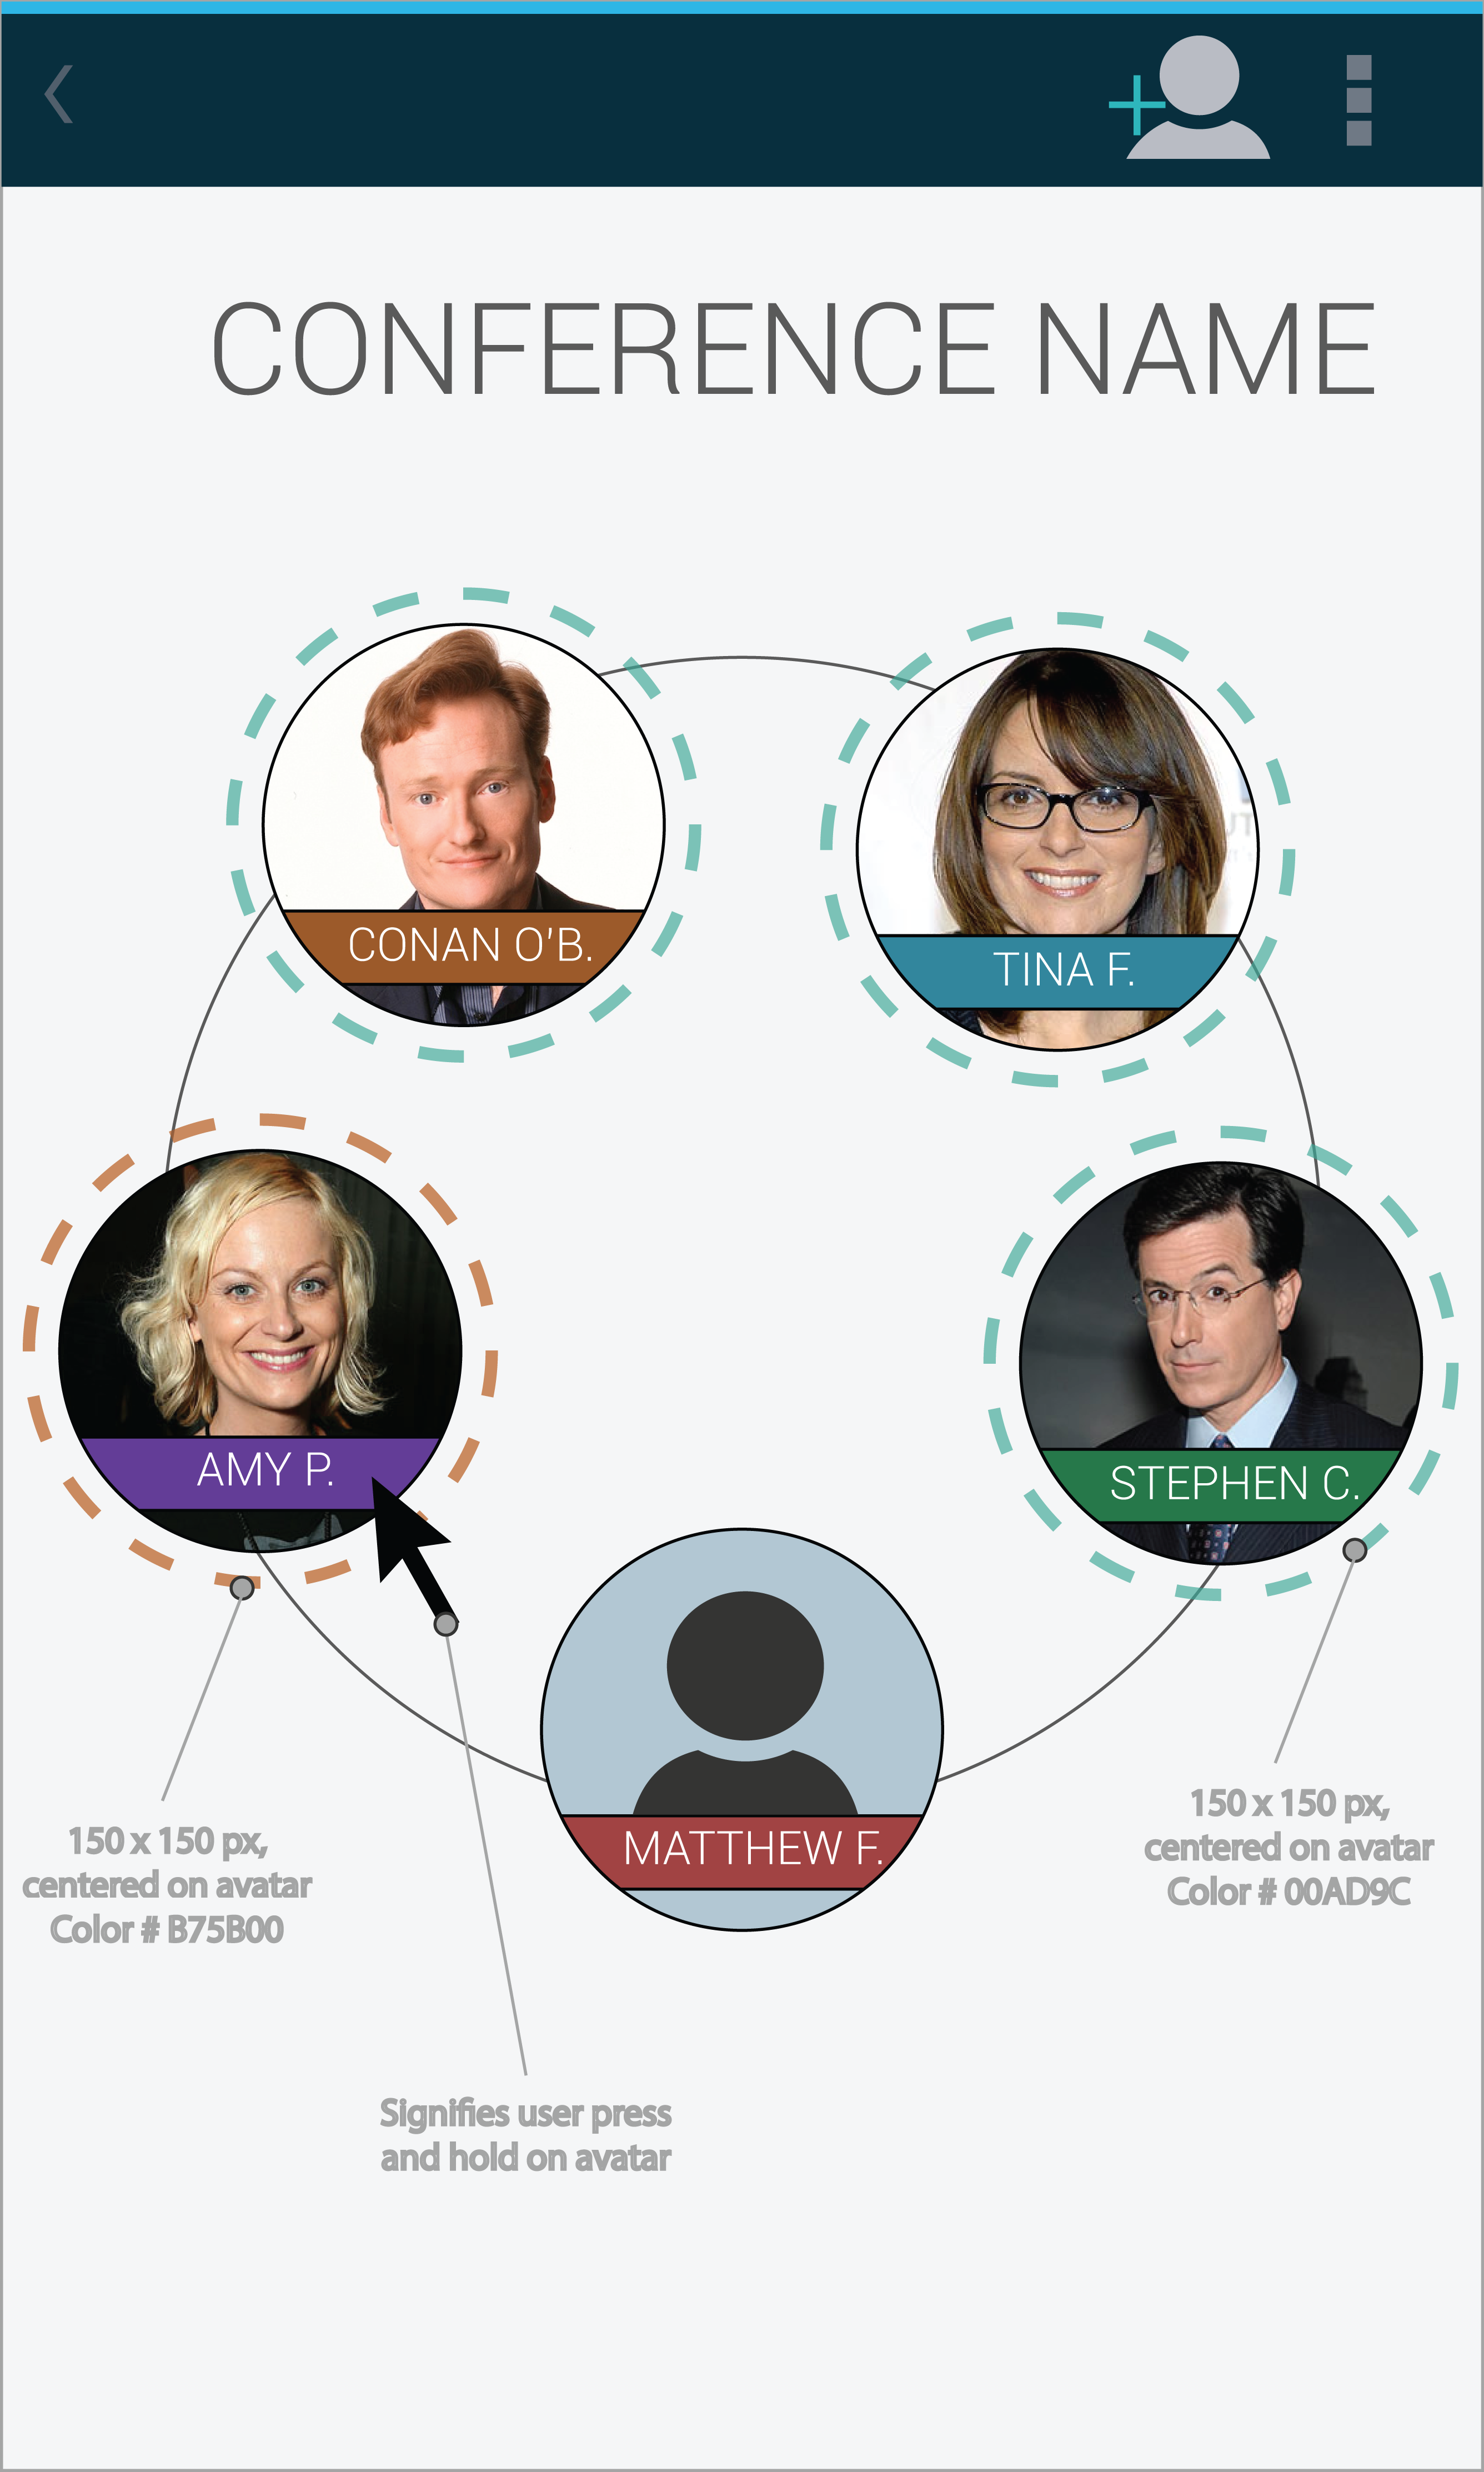 CONFERENCE NAME
CONAN O'B.
TINA F.
AMY P.
STEPHEN C.
MATTHEW F.
150 x 150 px,
centered on avatar
Color # B75B00
150 x 150 px,
centered on avatar
Color # 00AD9C
Signifies user press
and hold on avatar